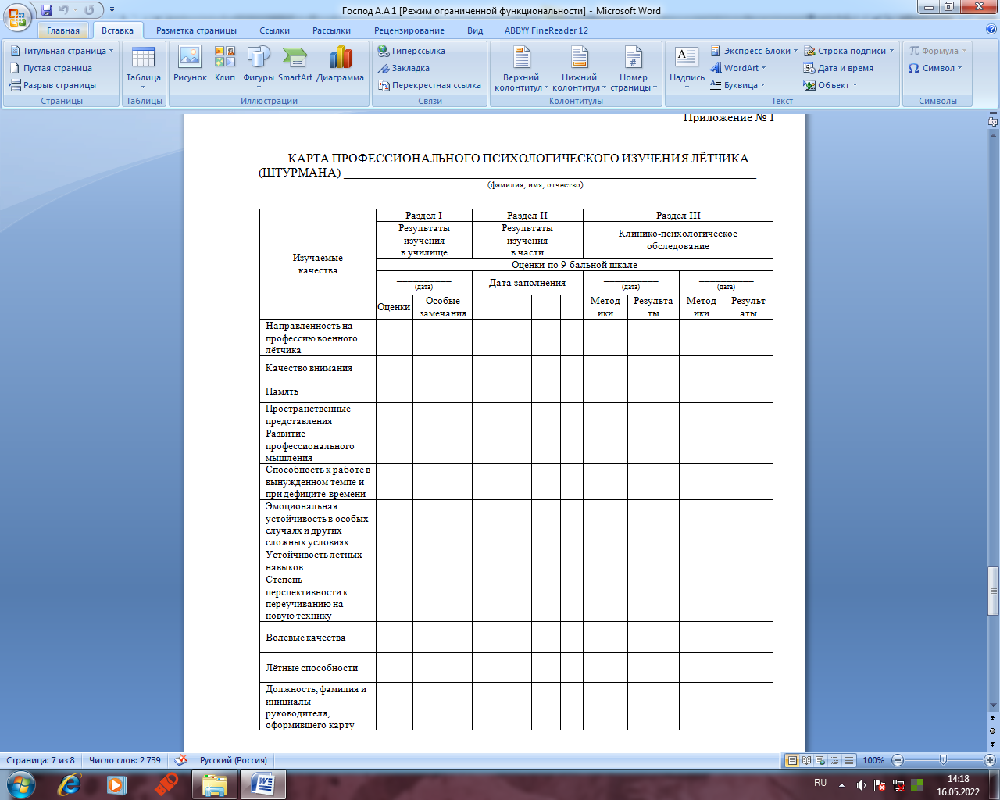 Господ А.А.1 [Режим ограниченной функциональности] - Microsoft Word
Главная Вставка Разметка страницы Ссылки Рассылки Рецензирование Вид ABBYY FineReader 12
Титульная страница
Пустая страница
Разрыв страницы
Страницы
Таблица
Таблицы
Рисунок Клип Фигуры SmartArt Диаграмма
Иллюстрации
Гиперссылка
Закладка
Перекрестная ссылка
Связи
Верхний колонтитул
Нижний колонтитул
Номер страницы
Колонтитулы
Надпись
Экспресс-блоки
WordArt
Буквица
Строка подписи
Дата и время
Объект
Текст
Формула
Символ
Символы
Приложение № 1
КАРТА ПРОФЕССИОНАЛЬНОГО ПСИХОЛОГИЧЕСКОГО ИЗУЧЕНИЯ ЛЁТЧИКА
(ШТУРМАНА)
(фамилия, имя, отчество)
Изучаемые
качества
Раздел I Раздел II Раздел III
Результаты
изучения
в училище
Результаты
изучения
в части
Клинико-психологическое
обследование
Оценки по 9-бальной шкале
(дата) Дата заполнения (дата) (дата)
Оценки
Особые
замечания
Метод
ики
Результа
ты
Метод
ики
Результ
аты
Направленность на
профессию военного
лётчика
Качество внимания
Память
Пространственные
представления
Развитие
профессионального
мышления
Способность к работе в
вынужденном темпе и
при дефиците времени
Эмоциональная
устойчивость в особых
случаях и других
сложных условиях
Устойчивость лётных
навыков
Степень
перспективности к
переучиванию на
новую технику
Волевые качества
Лётные способности
Должность, фамилия и
инициалы
руководителя,
оформившего карту
Страница: 7 из 8 Число слов: 2 739 Русский (Россия) 100%
RU 14:18
16.05.2022